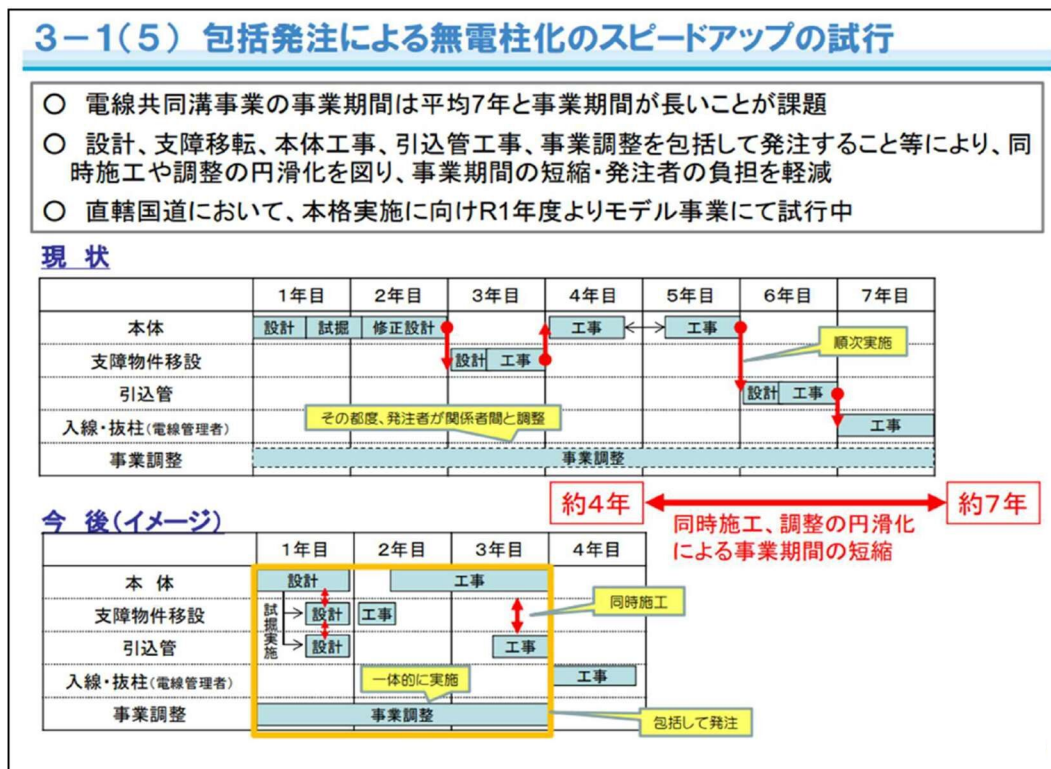 3－1（5） 包括発注による無電柱化のスピードアップの試行
○ 電線共同溝事業の事業期間は平均7年と事業期間が長いことが課題
○ 設計、支障移転、本体工事、引込管工事、事業調整を包括して発注すること等により、同
時施工や調整の円滑化を図り、事業期間の短縮・発注者の負担を軽減
○ 直轄国道において、本格実施に向けR1年度よりモデル事業にて試行中
現 状
1年目 2年目 3年目 4年目 5年目 6年目 7年目
本体 設計 試掘 修正設計 工事 工事
順次実施
支障物件移設 設計 工事
引込管 設計 工事
その都度、発注者が関係者間と調整
入線・抜柱（電線管理者） 工事
事業調整 事業調整
約4年 約7年
同時施工、調整の円滑化
による事業期間の短縮
今 後（イメージ）
1年目 2年目 3年目 4年目
本 体 設計 工事
試掘実施
支障物件移設 設計 工事
同時施工
引込管 設計 工事
入線・抜柱（電線管理者） 一体的に実施 工事
事業調整 事業調整
包括して発注